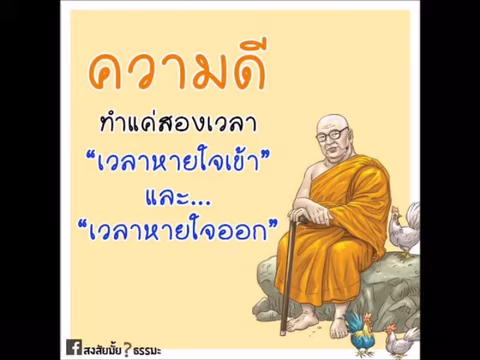 ความดี
ทำแค่สองเวลา
“เวลาหายใจเข้า”
และ...
“เวลาหายใจออก”
สงสัยมั้ย?ธรรมะ